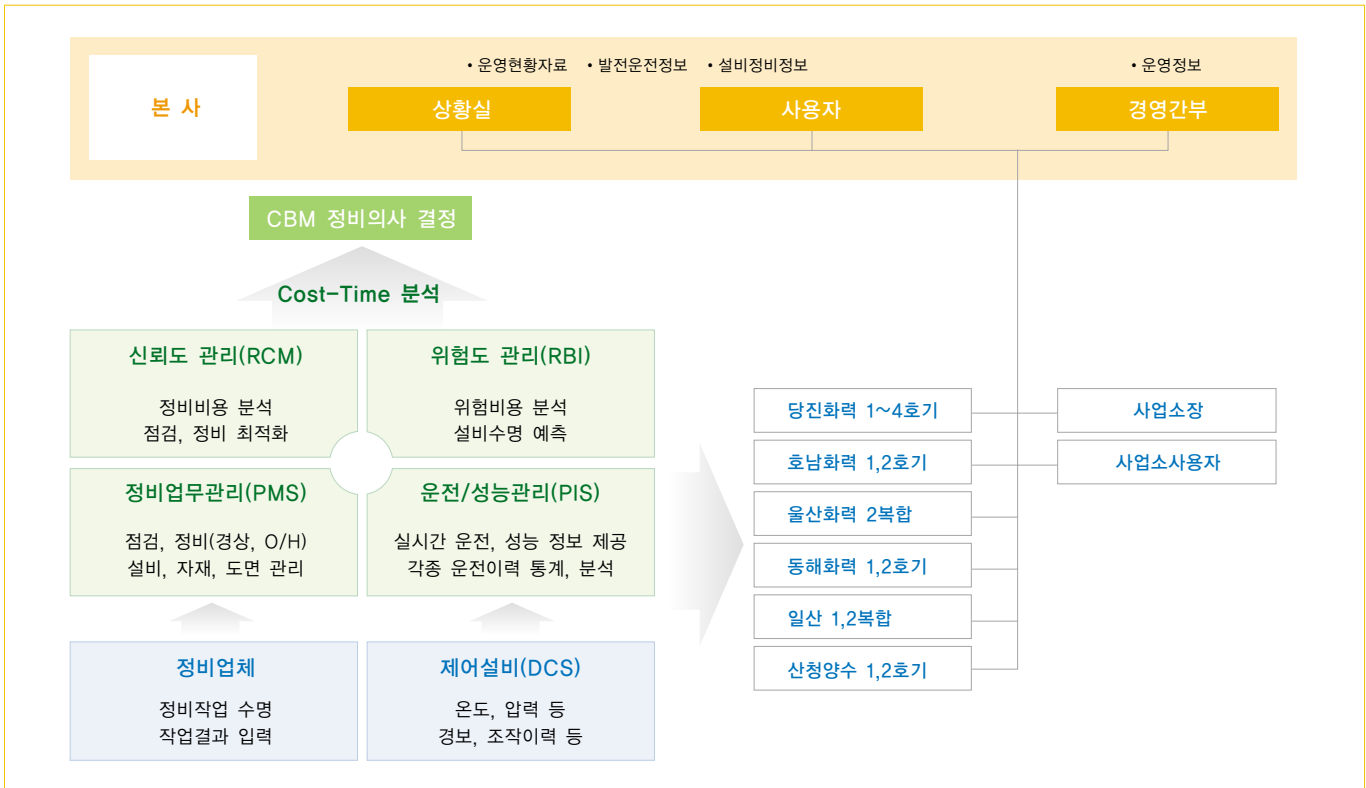 • 운영현황자료 • 발전운전정보 • 설비정비정보
• 운영정보
본 사
상황실
사용자
경영간부
CBM 정비의사 결정
Cost-Time 분석
신뢰도 관리(RCM)
정비비용 분석
점검, 정비 최적화
위험도 관리(RBI)
위험비용 분석
설비수명 예측
정비업무관리(PMS)
점검, 정비(경상, O/H)
설비, 자재, 도면 관리
운전/성능관리(PIS)
실시간 운전, 성능 정보 제공
각종 운전이력 통계, 분석
정비업체
정비작업 수명
작업결과 입력
제어설비(DCS)
온도, 압력 등
경보, 조작이력 등
당진화력 1~4호기
호남화력 1,2호기
울산화력 2복합
동해화력 1,2호기
일산 1,2복합
산청양수 1,2호기
사업소장
사업소사용자